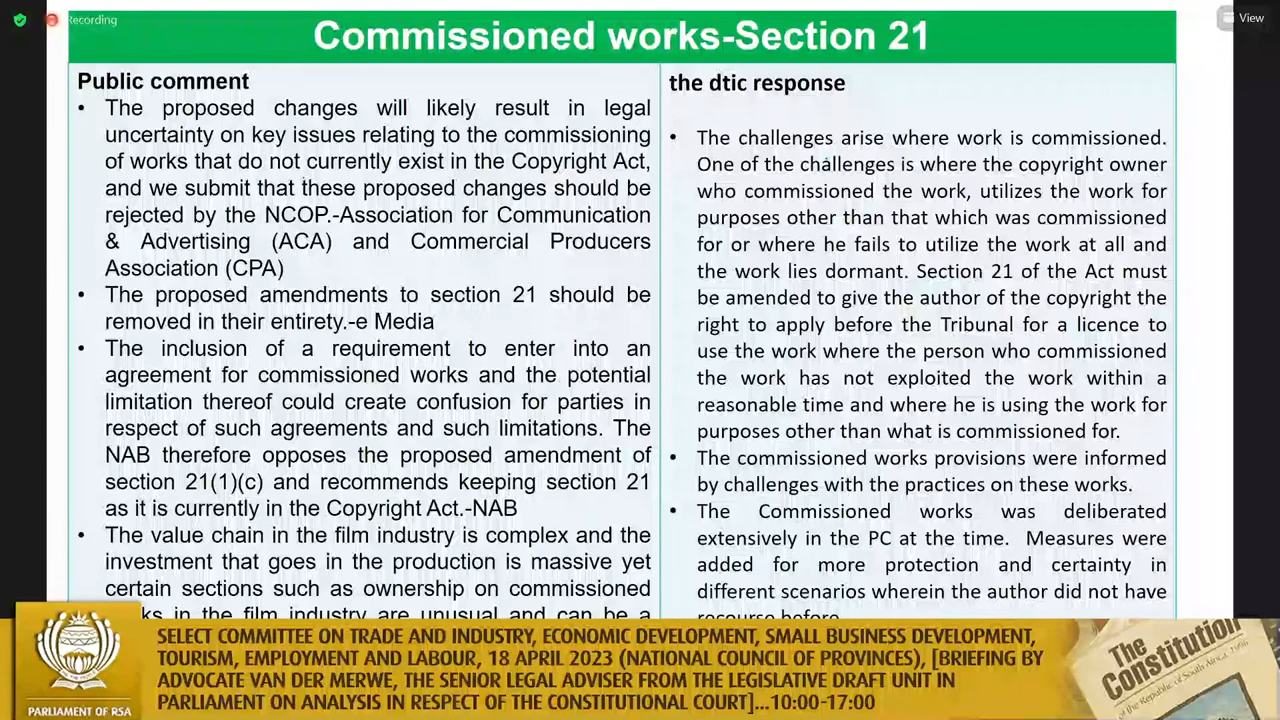 Recording
View
Commissioned works-Section 21
Public comment
• The proposed changes will likely result in legal
uncertainty on key issues relating to the commissioning
of works that do not currently exist in the Copyright Act,
and we submit that these proposed changes should be
rejected by the NCOP.-Association for Communication
& Advertising (ACA) and Commercial Producers
Association (CPA)
• The proposed amendments to section 21 should be
removed in their entirety.-e Media
• The inclusion of a requirement to enter into an
agreement for commissioned works and the potential
limitation thereof could create confusion for parties in
respect of such agreements and such limitations. The
NAB therefore opposes the proposed amendment of
section 21(1)(c) and recommends keeping section 21
as it is currently in the Copyright Act.-NAB
• The value chain in the film industry is complex and the
investment that goes in the production is massive yet
certain sections such as ownership on commissioned
ks in the film industry are unusual and can be a
the dtic response
• The challenges arise where work is commissioned.
One of the challenges is where the copyright owner
who commissioned the work, utilizes the work for
purposes other than that which was commissioned
for or where he fails to utilize the work at all and
the work lies dormant. Section 21 of the Act must
be amended to give the author of the copyright the
right to apply before the Tribunal for a licence to
use the work where the person who commissioned
the work has not exploited the work within a
reasonable time and where he is using the work for
purposes other than what is commissioned for.
• The commissioned works provisions were informed
by challenges with the practices on these works.
• The Commissioned works was deliberated
extensively in the PC at the time. Measures were
added for more protection and certainty in
different scenarios wherein the author did not have
recourse before
SELECT COMMITTEE ON TRADE AND INDUSTRY, ECONOMIC DEVELOPMENT, SMALL BUSINESS DEVELOPMENT,
TOURISM, EMPLOYMENT AND LABOUR, 18 APRIL 2023 (NATIONAL COUNCIL OF PROVINCES), [BRIEFING BY
ADVOCATE VAN DER MERWE, THE SENIOR LEGAL ADVISER FROM THE LEGISLATIVE DRAFT UNIT IN
PARLIAMENT ON ANALYSIS IN RESPECT OF THE CONSTITUTIONAL COURT]...10:00-17:00
PARLIAMENT OF RSA
The
Constitution